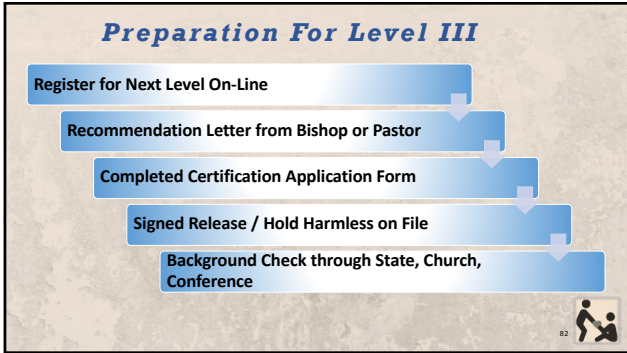 Preparation For Level III
Register for Next Level On-Line
Recommendation Letter from Bishop or Pastor
Completed Certification Application Form
Signed Release / Hold Harmless on File
Background Check through State, Church,
Conference
82